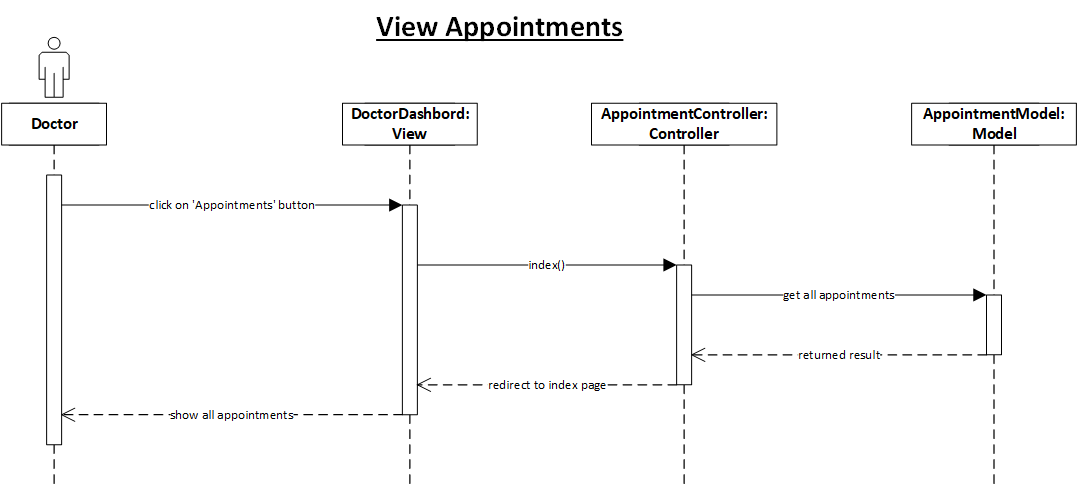 View Appointments
Doctor
DoctorDashbord:
View
AppointmentController:
Controller
AppointmentModel:
Model
click on 'Appointments' button
index()
get all appointments
returned result
redirect to index page
show all appointments